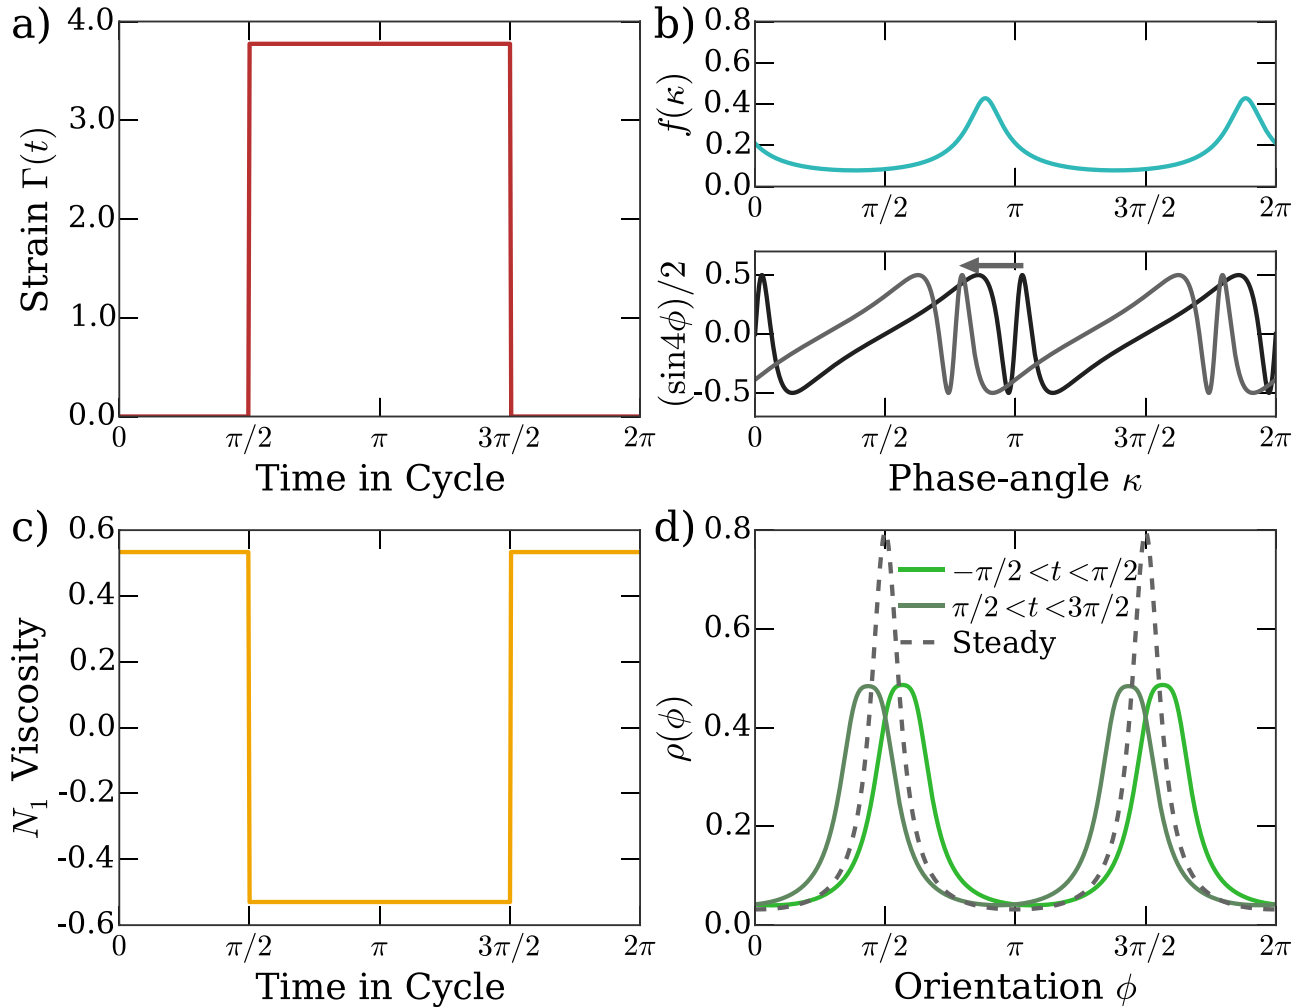 a)
4.0
3.0
2.0
1.0
0.0
Strain Γ(t)
0 π/2 π 3π/2 2π
Time in Cycle
b)
0.8
0.6
0.4
0.2
0.0
f(κ)
0 π/2 π 3π/2 2π
0.5
0.0
-0.5
(sin4ϕ)/2
0 π/2 π 3π/2 2π
Phase-angle κ
c)
0.6
0.4
0.2
0.0
-0.2
-0.4
-0.6
N₁ Viscosity
0 π/2 π 3π/2 2π
Time in Cycle
d)
0.8
0.6
0.4
0.2
0.0
ρ(ϕ)
−π/2 <t <π/2
π/2 <t <3π/2
Steady
0 π/2 π 3π/2 2π
Orientation ϕ